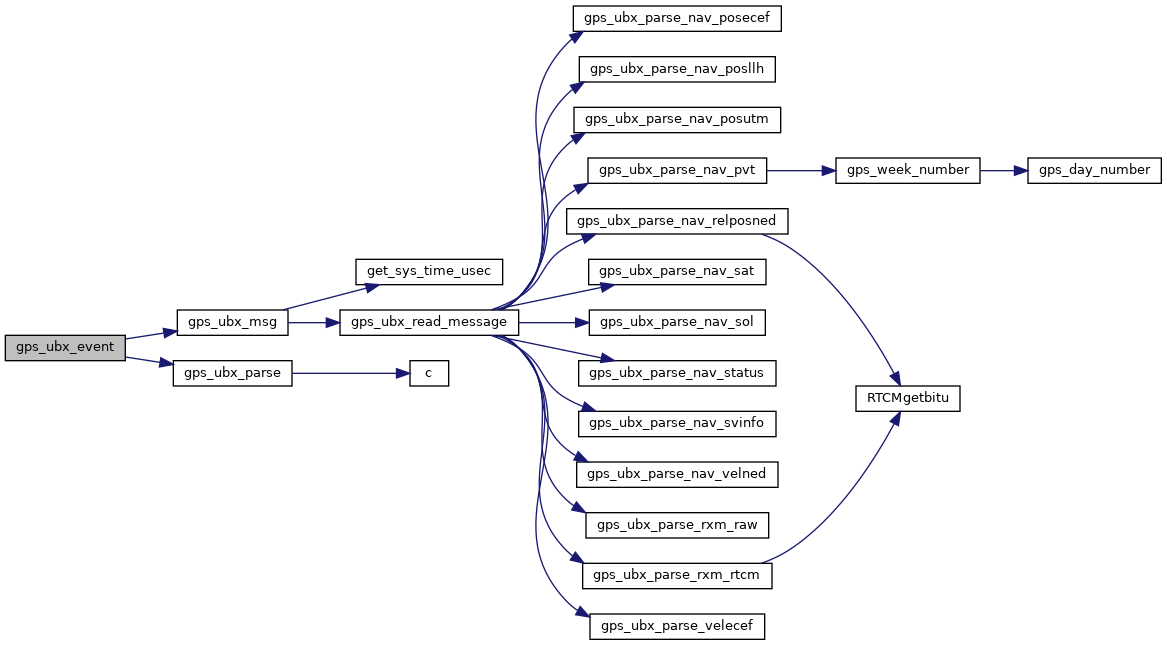 gps_ubx_parse_nav_posecef
gps_ubx_parse_nav_posllh
gps_ubx_parse_nav_posutm
gps_ubx_parse_nav_pvt
gps_week_number
gps_day_number
gps_ubx_parse_nav_relposned
get_sys_time_usec
gps_ubx_parse_nav_sat
gps_ubx_msg
gps_ubx_read_message
gps_ubx_parse_nav_sol
gps_ubx_event
gps_ubx_parse
c
gps_ubx_parse_nav_status
RTCMgetbitu
gps_ubx_parse_nav_svinfo
gps_ubx_parse_nav_velned
gps_ubx_parse_rxm_raw
gps_ubx_parse_rxm_rtcm
gps_ubx_parse_velecef